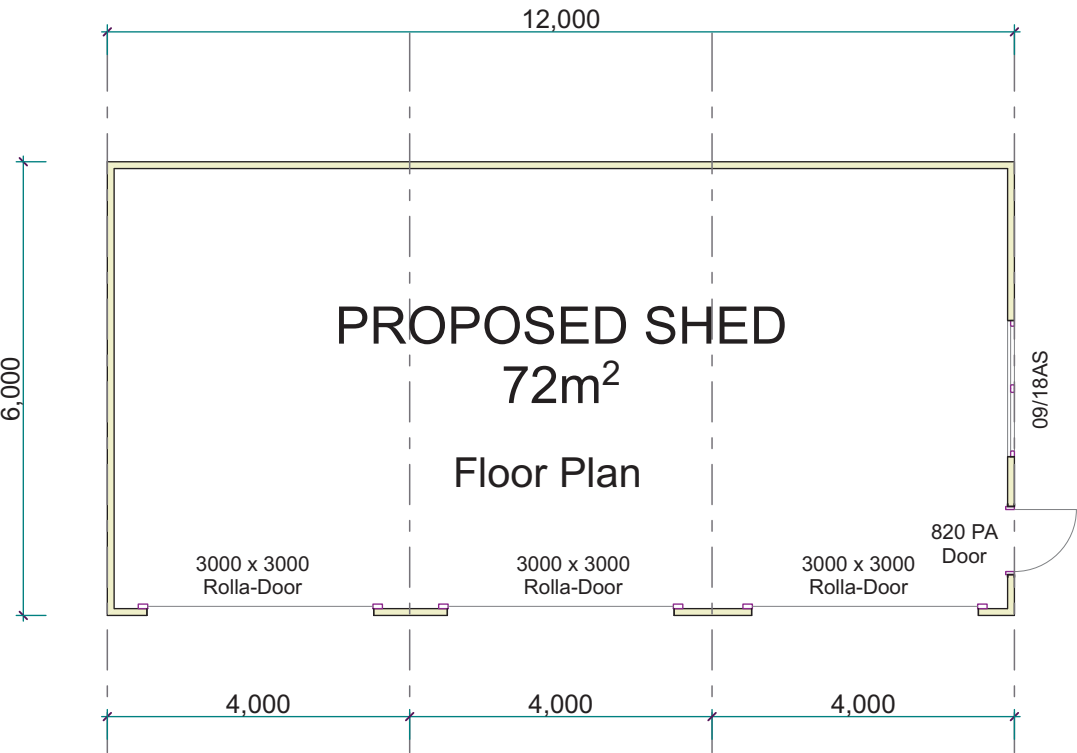 12,000
6,000
PROPOSED SHED
72m²
Floor Plan
09/18AS
820 PA
Door
3000 x 3000
Rolla-Door
3000 x 3000
Rolla-Door
3000 x 3000
Rolla-Door
4,000
4,000
4,000